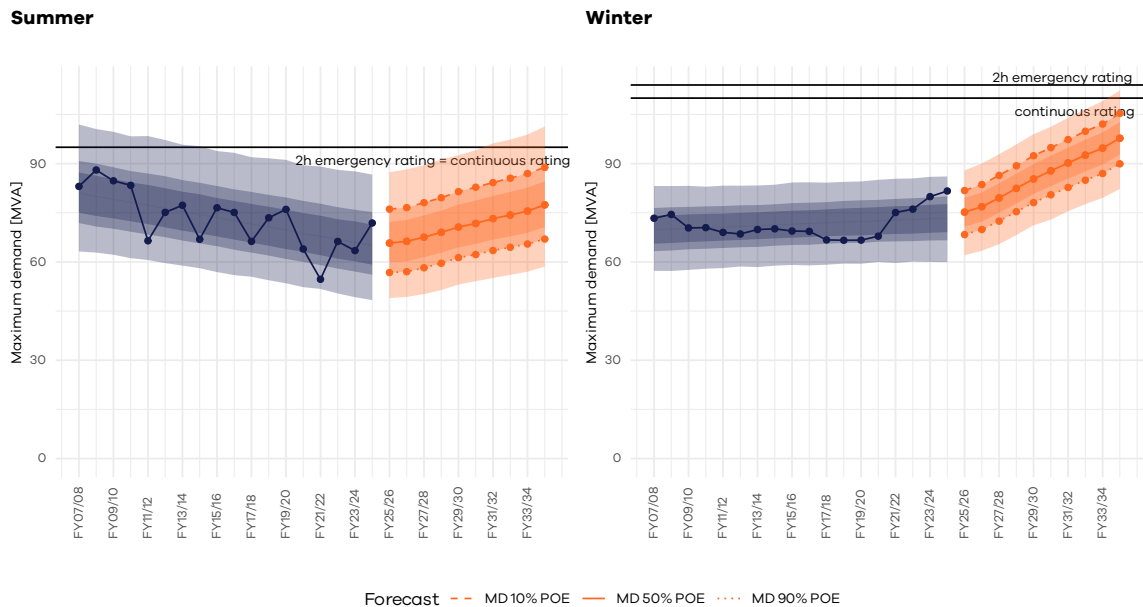 Summer
Maximum demand [MVA]
90
60
30
0
2h emergency rating = continuous rating
FY07/08
FY09/10
FY11/12
FY13/14
FY15/16
FY17/18
FY19/20
FY21/22
FY23/24
FY25/26
FY27/28
FY29/30
FY31/32
FY33/34
Winter
Maximum demand [MVA]
90
60
30
0
2h emergency rating
continuous rating
FY07/08
FY09/10
FY11/12
FY13/14
FY15/16
FY17/18
FY19/20
FY21/22
FY23/24
FY25/26
FY27/28
FY29/30
FY31/32
FY33/34
Forecast MD 10% POE MD 50% POE MD 90% POE